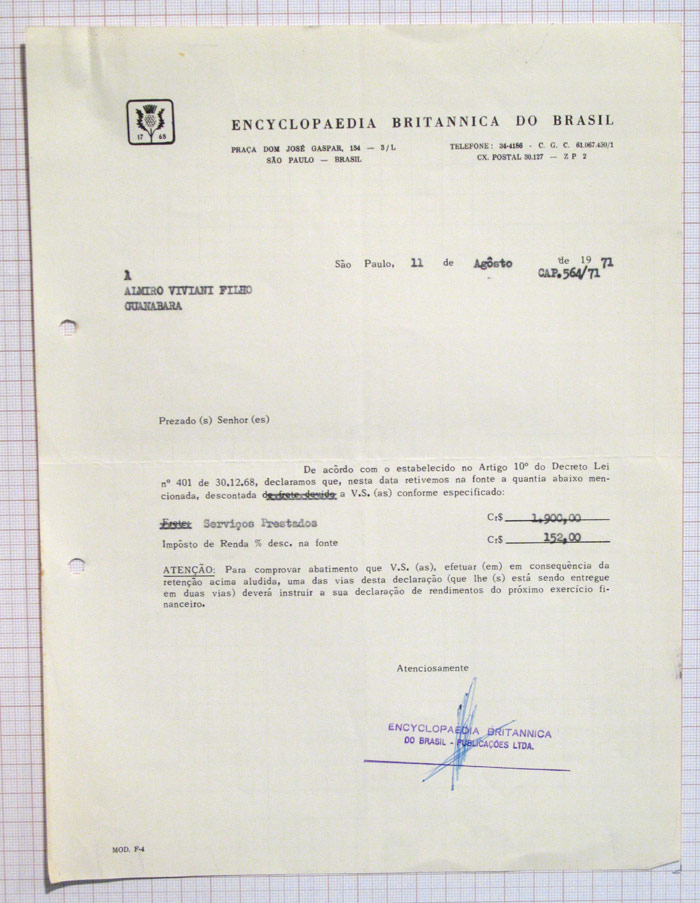 17 68
ENCYCLOPAEDIA BRITANNICA DO BRASIL
PRAÇA DOM JOSÉ GASPAR, 134 — S/L
SÃO PAULO — BRASIL
TELEFONE: 34-4186 - C. G. C. 61.067.430/1
CX. POSTAL 30.127 — Z P 2
São Paulo, 11 de Agôsto de 19 71
CAP.564/71
1
ALMIRO VIVIANI FILHO
GUANABARA
Prezado (s) Senhor (es)
De acôrdo com o estabelecido no Artigo 10º do Decreto Lei
nº 401 de 30.12.68, declaramos que, nesta data retivemos na fonte a quantia abaixo men-
cionada, descontada de frete devido a V.S. (as) conforme especificado:
Frete: Serviços Prestados Cr$ 1.900,00
Impôsto de Renda % desc. na fonte Cr$ 152,00
ATENÇÃO: Para comprovar abatimento que V.S. (as), efetuar (em) em consequência da
retenção acima aludida, uma das vias desta declaração (que lhe (s) está sendo entregue
em duas vias) deverá instruir a sua declaração de rendimentos do próximo exercício fi-
nanceiro.
Atenciosamente
ENCYCLOPAEDIA BRITANNICA
DO BRASIL - PUBLICAÇÕES LTDA.
MOD. F-4